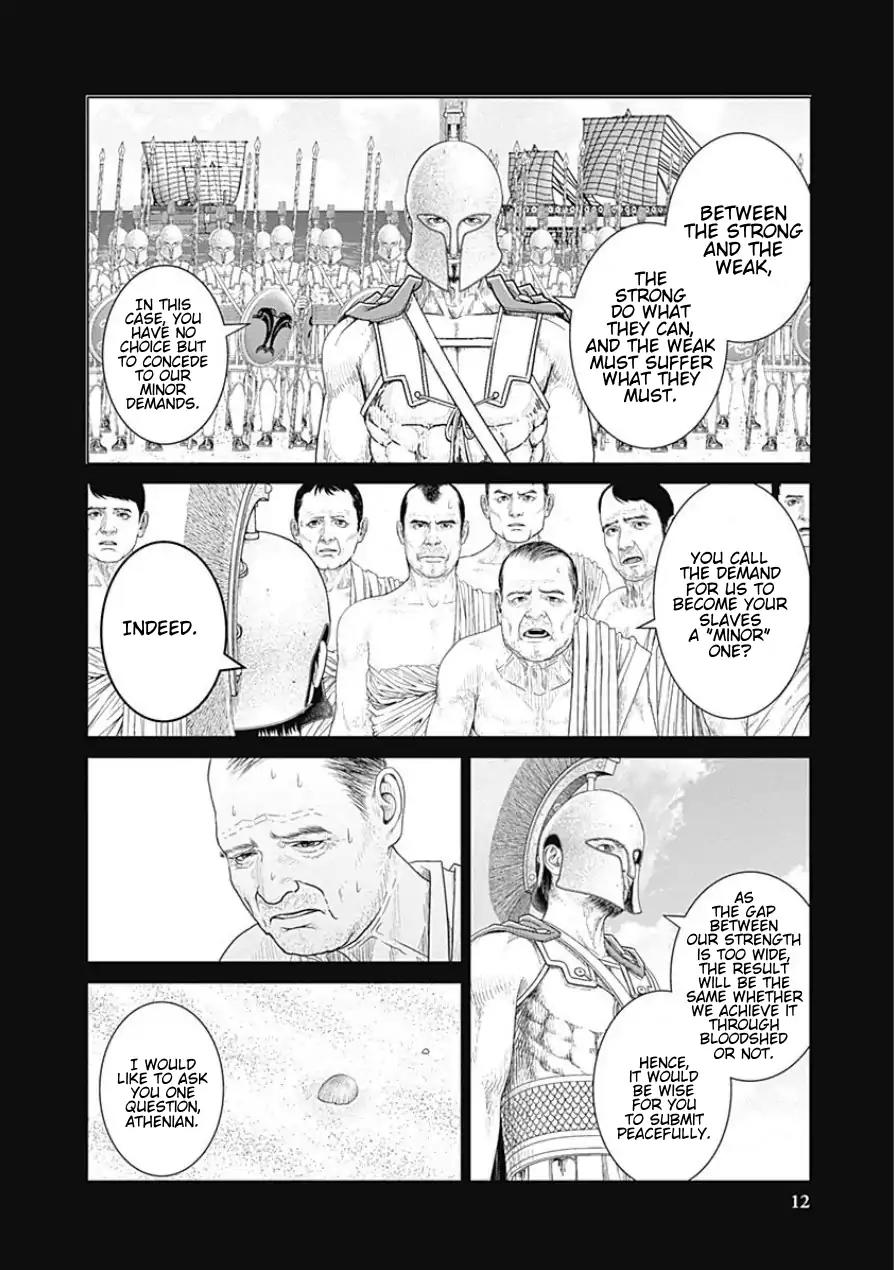 BETWEEN
THE STRONG
AND THE
WEAK,
THE
STRONG
DO WHAT
THEY CAN,
AND THE WEAK
MUST SUFFER
WHAT THEY
MUST.
IN THIS
CASE, YOU
HAVE NO
CHOICE BUT
TO CONCEDE
TO OUR
MINOR
DEMANDS.
YOU CALL
THE DEMAND
FOR US TO
BECOME YOUR
SLAVES
A "MINOR"
ONE?
INDEED.
AS
THE GAP
BETWEEN
OUR STRENGTH
IS TOO WIDE,
THE RESULT
WILL BE THE
SAME WHETHER
WE ACHIEVE IT
THROUGH
BLOODSHED
OR NOT.
HENCE,
IT WOULD
BE WISE
FOR YOU
TO SUBMIT
PEACEFULLY.
I WOULD
LIKE TO ASK
YOU ONE
QUESTION,
ATHENIAN.
12